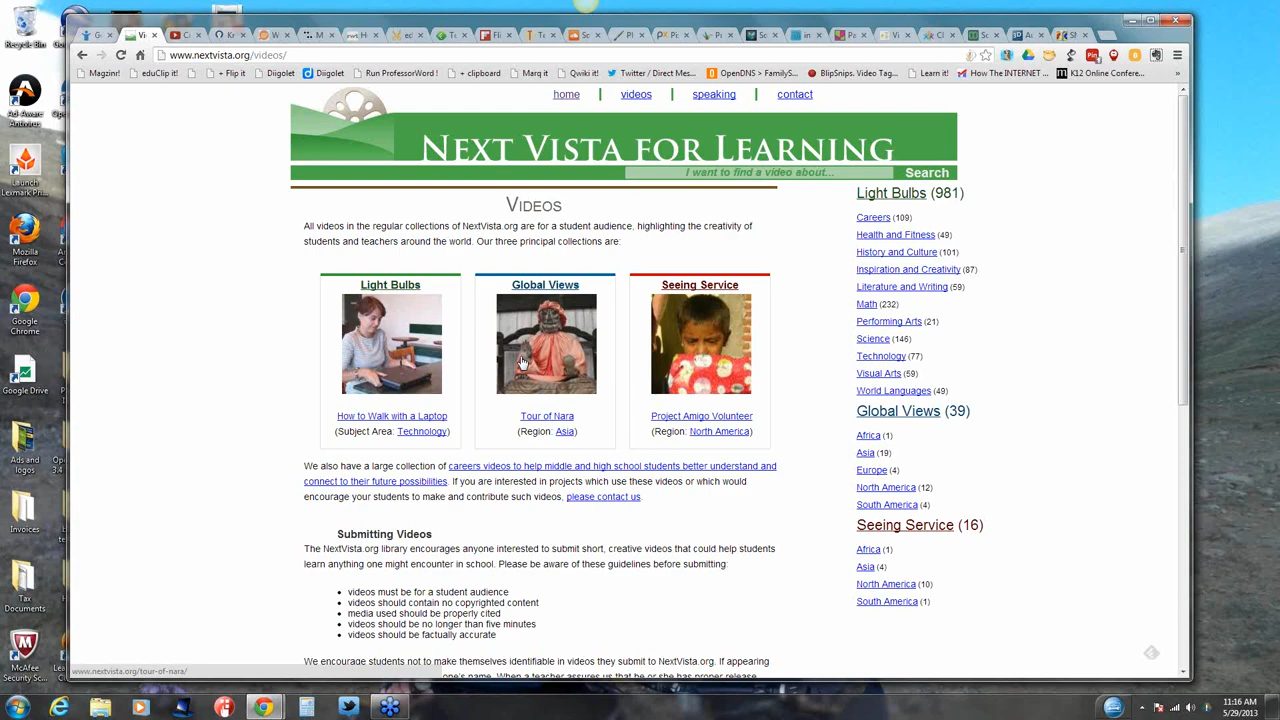 www.nextvista.org/videos/
Magzinr!
eduClip it!
+ Flip it
Diigolet
Diigolet
Run ProfessorWord !
+ clipboard
Marq it
Qwiki it!
Twitter / Direct Mes...
OpenDNS > FamilyS...
BlipSnips. Video Tag...
Learn it!
How The INTERNET ...
K12 Online Confere...
home
videos
speaking
contact
NEXT VISTA FOR LEARNING
I want to find a video about...
Search
VIDEOS
All videos in the regular collections of NextVista.org are for a student audience, highlighting the creativity of
students and teachers around the world. Our three principal collections are:
Light Bulbs
How to Walk with a Laptop
(Subject Area: Technology)
Global Views
Tour of Nara
(Region: Asia)
Seeing Service
Project Amigo Volunteer
(Region: North America)
We also have a large collection of careers videos to help middle and high school students better understand and
connect to their future possibilities. If you are interested in projects which use these videos or which would
encourage your students to make and contribute such videos, please contact us.
Submitting Videos
The NextVista.org library encourages anyone interested to submit short, creative videos that could help students
learn anything one might encounter in school. Please be aware of these guidelines before submitting:
videos must be for a student audience
videos should contain no copyrighted content
media used should be properly cited
videos should be no longer than five minutes
videos should be factually accurate
We encourage students not to make themselves identifiable in videos they submit to NextVista.org. If appearing
Light Bulbs (981)
Careers (109)
Health and Fitness (49)
History and Culture (101)
Inspiration and Creativity (87)
Literature and Writing (59)
Math (232)
Performing Arts (21)
Science (146)
Technology (77)
Visual Arts (59)
World Languages (49)
Global Views (39)
Africa (1)
Asia (19)
Europe (4)
North America (12)
South America (4)
Seeing Service (16)
Africa (1)
Asia (4)
North America (10)
South America (1)
www.nextvista.org/tour-of-nara/
Recycle Bin
Ad-Aware
Antivirus
Launch
Lexmark Pri...
Mozilla
Firefox
Google
Chrome
Google Drive
Ads and
logos
Invoices
Tax
Documents
McAfee
Security Sc...
11:16 AM
5/29/2013